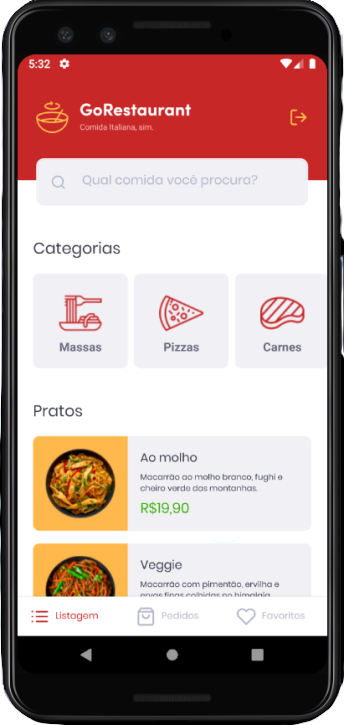 5:32
GoRestaurant
Comida Italiana, sim.
Qual comida você procura?
Categorias
Massas
Pizzas
Carnes
Pratos
Ao molho
Macarrão ao molho branco, fughi e
cheiro verde das montanhas.
R$19,90
Veggie
Macarrão com pimentão, ervilha e
ervas finas colhidas no himalaia.
Listagem
Pedidos
Favoritos